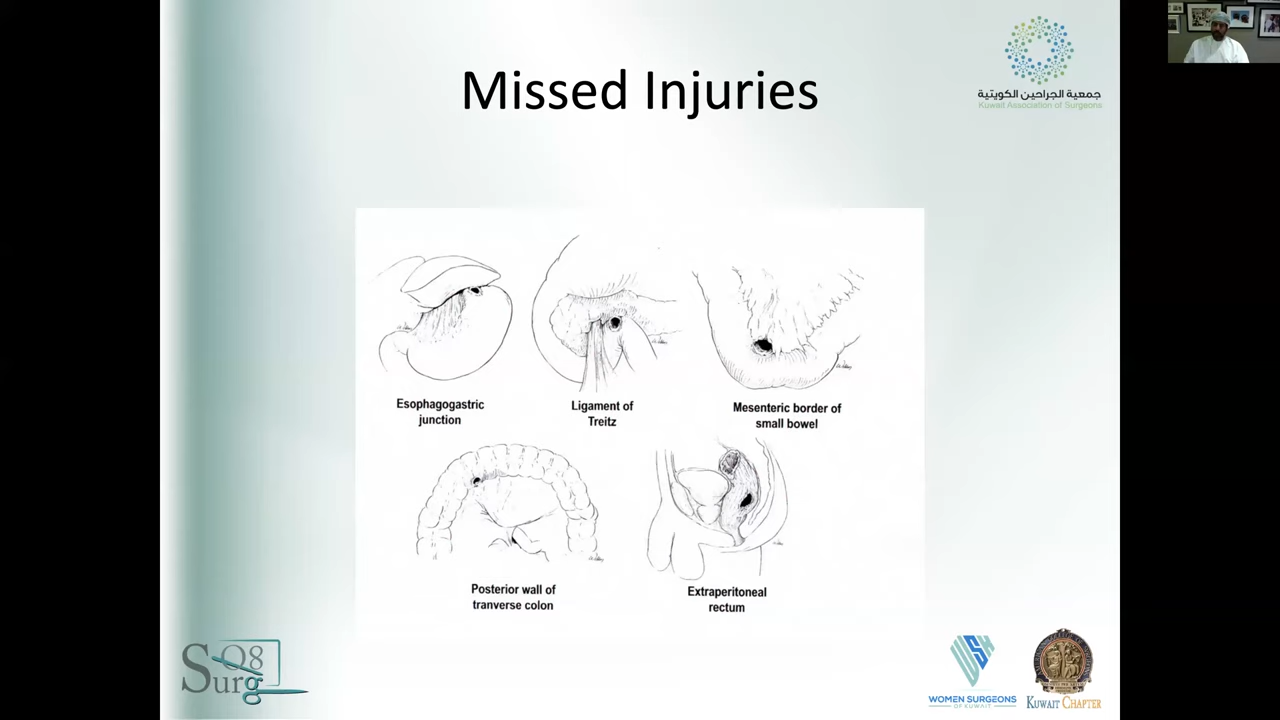 Missed Injuries
جمعية الجراحين الكويتية
Kuwait Association of Surgeons
Esophagogastric
junction
Ligament of
Treitz
Mesenteric border of
small bowel
Posterior wall of
tranverse colon
Extraperitoneal
rectum
Q8
Surg
WOMEN SURGEONS
OF KUWAIT
KUWAIT CHAPTER